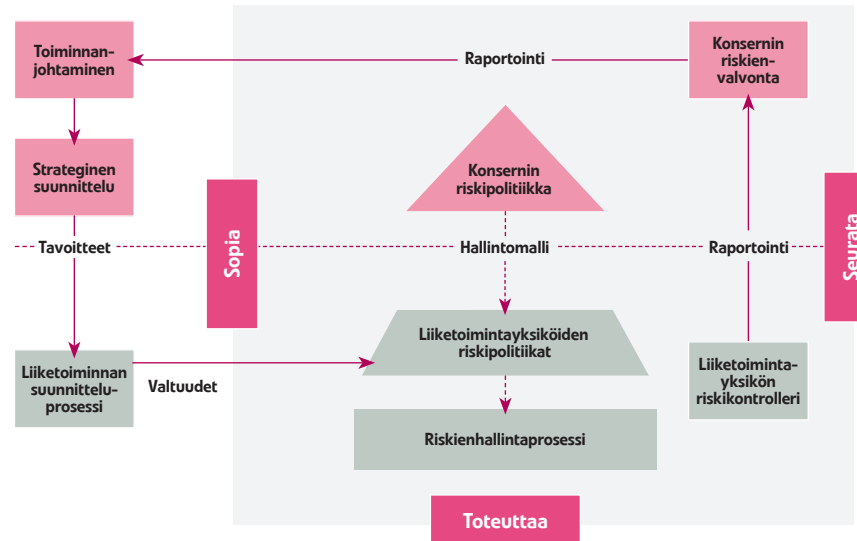 Toiminnan-
johtaminen
Raportointi
Konsernin
riskien-
valvonta
Strateginen
suunnittelu
Konsernin
riskipolitiikka
Tavoitteet
Sopia
Hallintomalli
Raportointi
Seurata
Liiketoiminnan
suunnittelu-
prosessi
Valtuudet
Liiketoimintayksiköiden
riskipolitiikat
Liiketoiminta-
yksikön
riskikontrolleri
Riskienhallintaprosessi
Toteuttaa